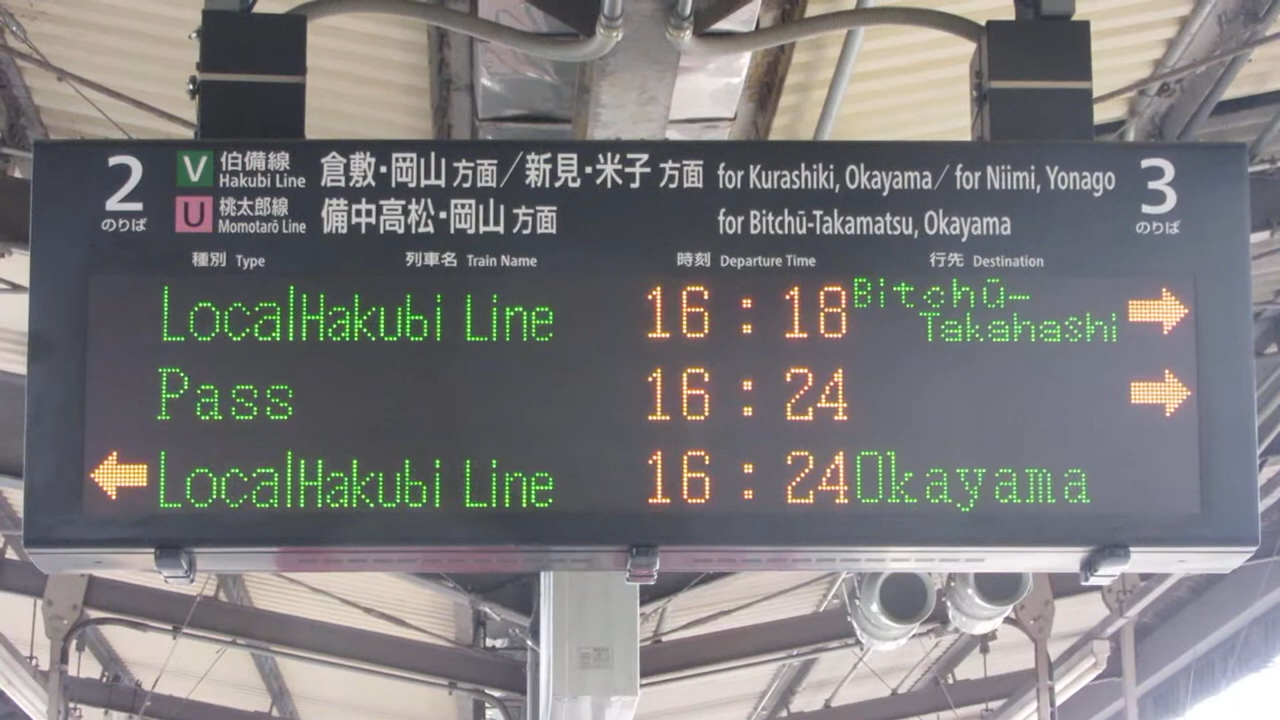 2 のりば V 伯備線 Hakubi Line 倉敷・岡山 方面／新見・米子 方面 for Kurashiki, Okayama／for Niimi, Yonago 3 のりば
U 桃太郎線 Momotarō Line 備中高松・岡山 方面 for Bitchū-Takamatsu, Okayama
種別 Type 列車名 Train Name 時刻 Departure Time 行先 Destination
Local Hakubi Line 16:18 Bitchū-Takahashi →
Pass 16:24 →
← Local Hakubi Line 16:24 Okayama